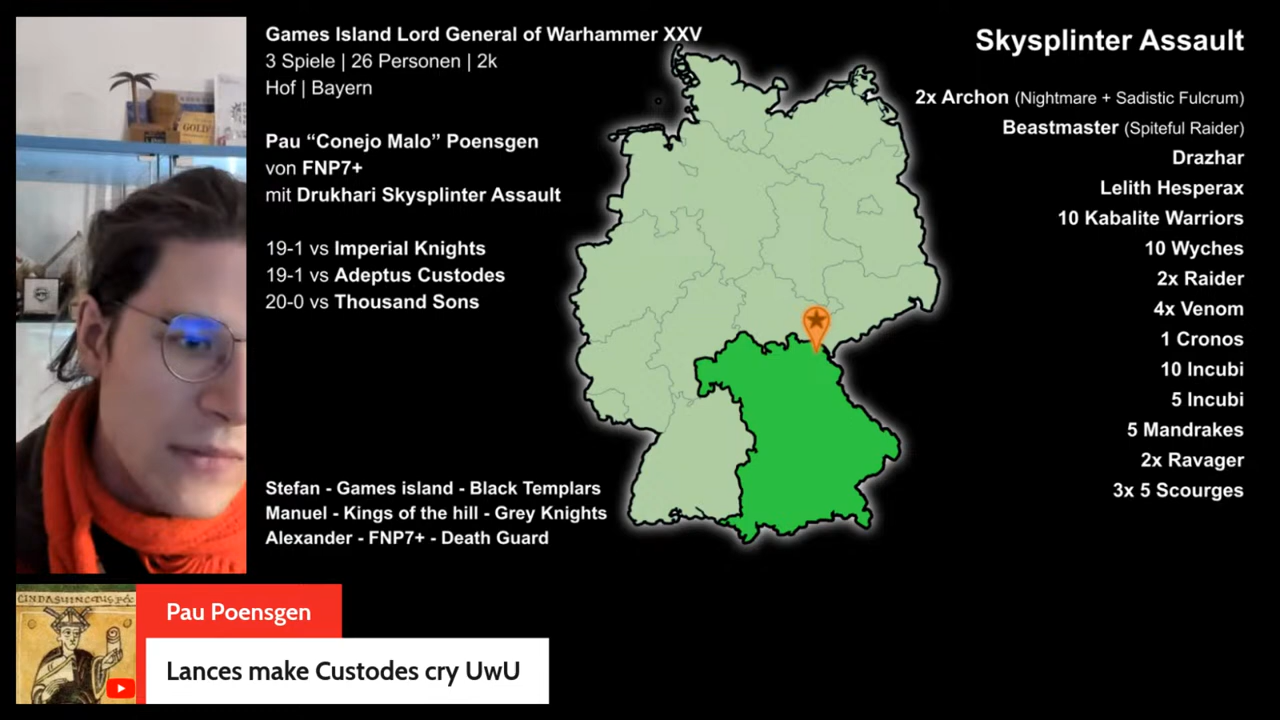 Games Island Lord General of Warhammer XXV
3 Spiele | 26 Personen | 2k
Hof | Bayern
Pau “Conejo Malo” Poensgen
von FNP7+
mit Drukhari Skysplinter Assault
19-1 vs Imperial Knights
19-1 vs Adeptus Custodes
20-0 vs Thousand Sons
Stefan - Games island - Black Templars
Manuel - Kings of the hill - Grey Knights
Alexander - FNP7+ - Death Guard
Skysplinter Assault
2x Archon (Nightmare + Sadistic Fulcrum)
Beastmaster (Spiteful Raider)
Drazhar
Lelith Hesperax
10 Kabalite Warriors
10 Wyches
2x Raider
4x Venom
1 Cronos
10 Incubi
5 Incubi
5 Mandrakes
2x Ravager
3x 5 Scourges
GOLD
Pau Poensgen
Lances make Custodes cry UwU